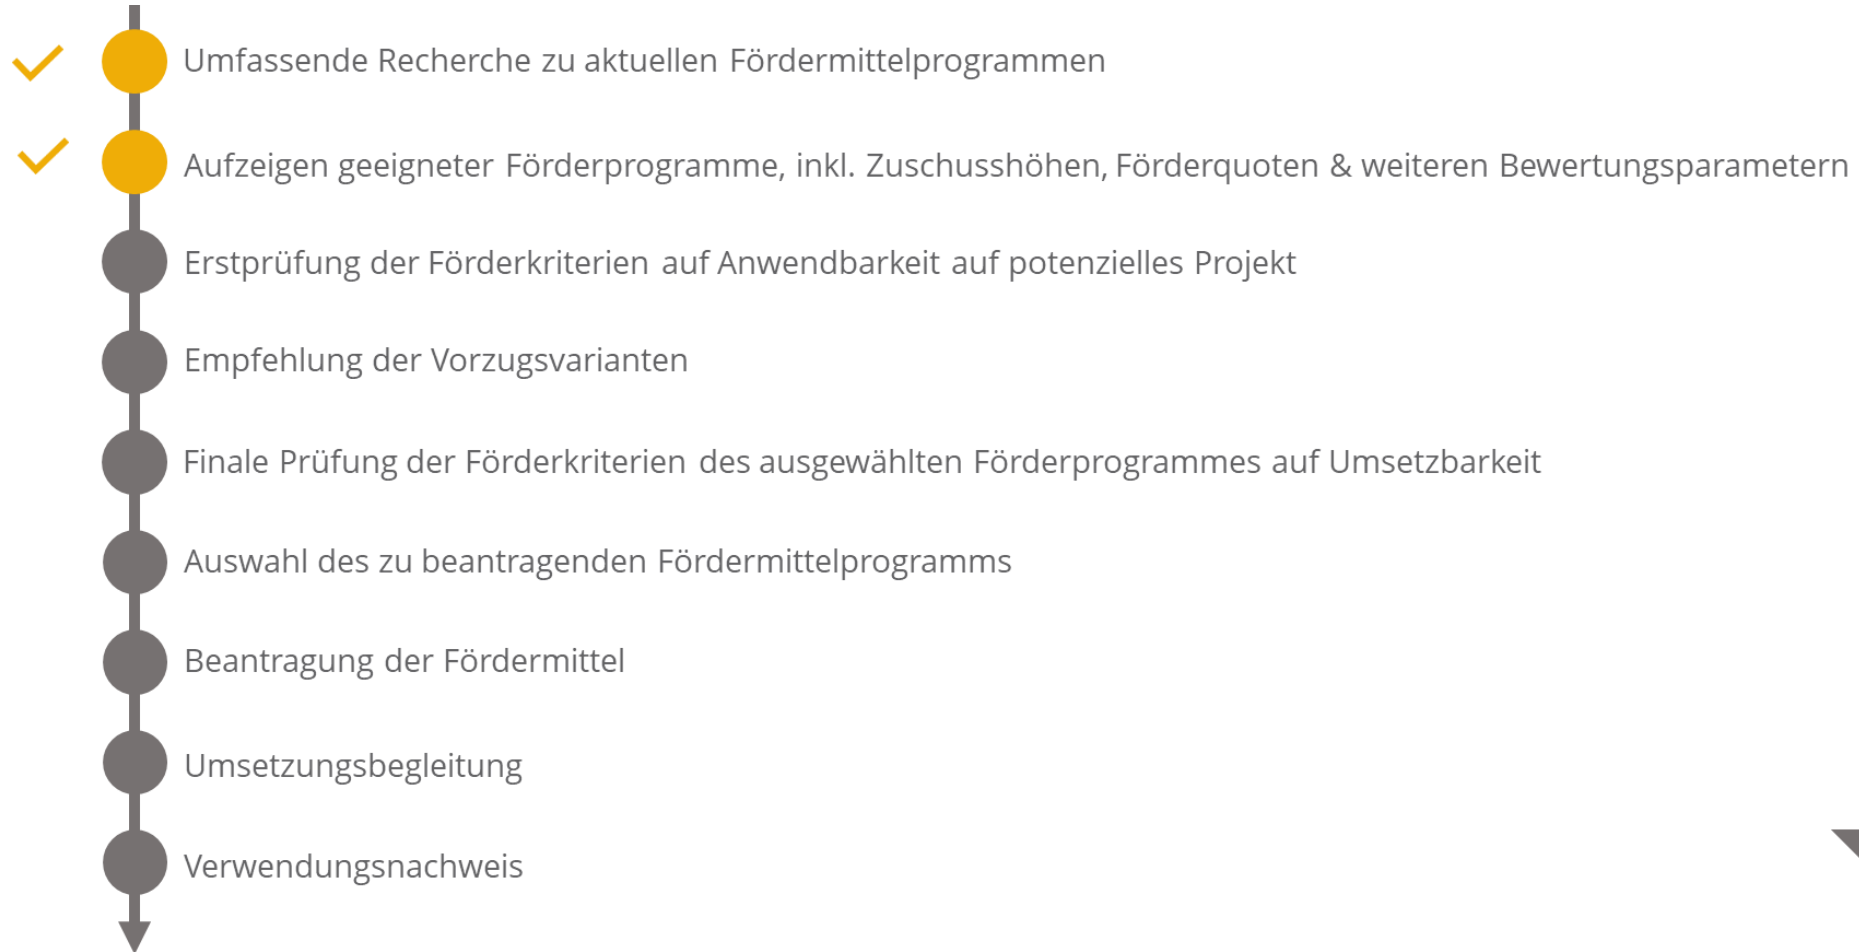 Umfassende Recherche zu aktuellen Fördermittelprogrammen
Aufzeigen geeigneter Förderprogramme, inkl. Zuschusshöhen, Förderquoten & weiteren Bewertungsparametern
Erstprüfung der Förderkriterien auf Anwendbarkeit auf potenzielles Projekt
Empfehlung der Vorzugsvarianten
Finale Prüfung der Förderkriterien des ausgewählten Förderprogrammes auf Umsetzbarkeit
Auswahl des zu beantragenden Fördermittelprogramms
Beantragung der Fördermittel
Umsetzungsbegleitung
Verwendungsnachweis